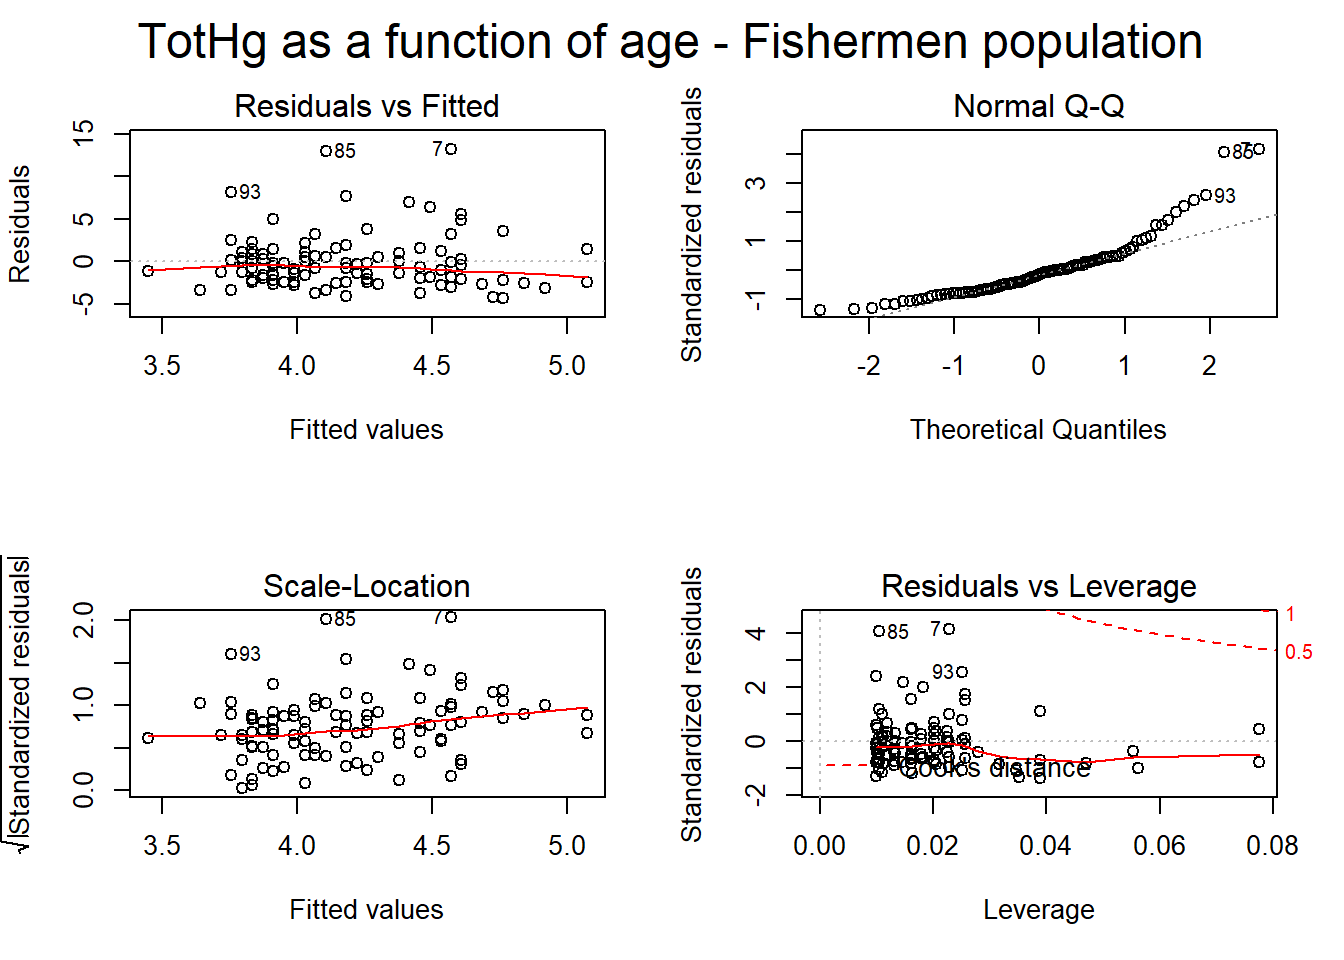 TotHg as a function of age - Fishermen population
Residuals vs Fitted
Residuals
15
5
0
-5
85
7
93
3.5 4.0 4.5 5.0
Fitted values
Normal Q-Q
Standardized residuals
3
1
-1
85
7
93
-2 -1 0 1 2
Theoretical Quantiles
Scale-Location
√|Standardized residuals|
2.0
1.0
0.0
85
7
93
3.5 4.0 4.5 5.0
Fitted values
Residuals vs Leverage
Standardized residuals
4
2
0
-2
85
7
93
1
0.5
Cook's distance
0.00 0.02 0.04 0.06 0.08
Leverage